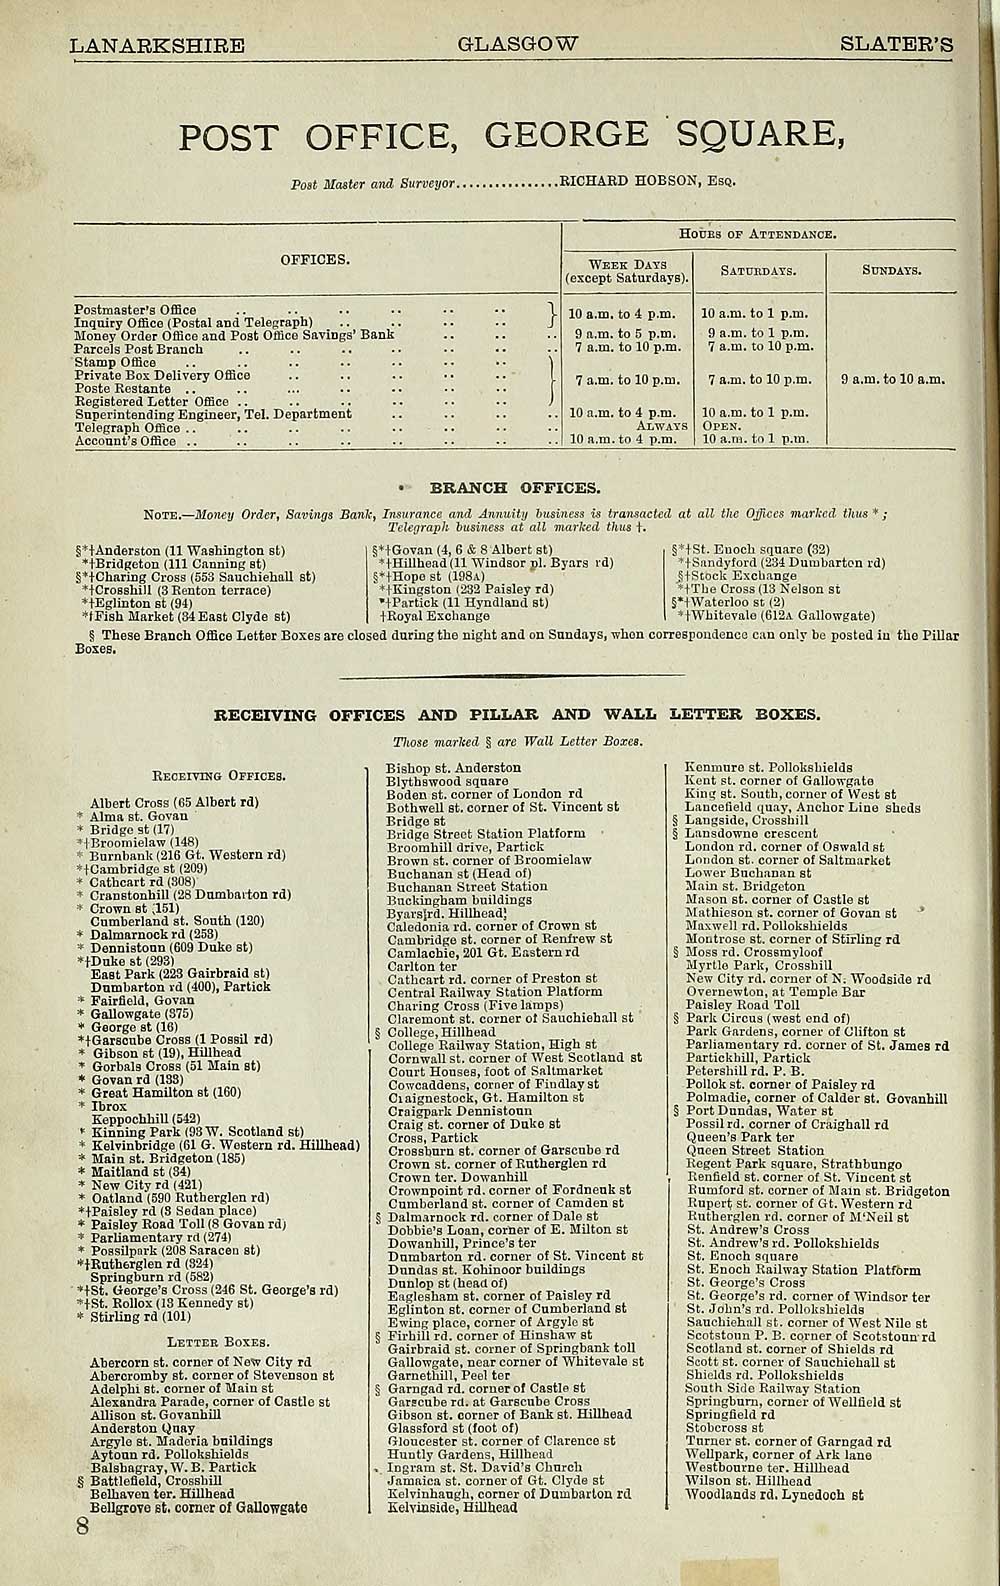 LANARKSHIRE GLASGOW SLATER'S
POST OFFICE, GEORGE SQUARE,
Post Master and Surveyor................RICHARD HOBSON, Esq.
OFFICES.
Hours of Attendance.
Week Days (except Saturdays). Saturdays. Sundays.
Postmaster's Office .. .. .. .. .. ..
Inquiry Office (Postal and Telegraph) .. .. .. .. } 10 a.m. to 4 p.m. 10 a.m. to 1 p.m.
Money Order Office and Post Office Savings' Bank .. .. .. 9 a.m. to 5 p.m. 9 a.m. to 1 p.m.
Parcels Post Branch .. .. .. .. .. .. .. 7 a.m. to 10 p.m. 7 a.m. to 10 p.m.
Stamp Office .. .. .. .. .. .. ..
Private Box Delivery Office .. .. .. .. ..
Poste Restante .. .. ... .. .. .. .. } 7 a.m. to 10 p.m. 7 a.m. to 10 p.m. 9 a.m. to 10 a.m.
Registered Letter Office .. .. .. .. .. .. ..
Superintending Engineer, Tel. Department .. .. .. .. 10 a.m. to 4 p.m. 10 a.m. to 1 p.m.
Telegraph Office .. .. .. .. .. .. .. .. Always Open.
Account's Office .. .. .. .. .. .. .. .. 10 a.m. to 4 p.m. 10 a.m. to 1 p.m.
BRANCH OFFICES.
Note.—Money Order, Savings Bank, Insurance and Annuity business is transacted at all the Offices marked thus * ;
Telegraph business at all marked thus †.
§*†Anderston (11 Washington st)
*†Bridgeton (111 Canning st)
§*†Charing Cross (553 Sauchiehall st)
*†Crosshill (3 Renton terrace)
*†Eglinton st (94)
*†Fish Market (34 East Clyde st)
§*†Govan (4, 6 & 8 Albert st)
*†Hillhead (11 Windsor pl. Byars rd)
§*†Hope st (198A)
*†Kingston (232 Paisley rd)
*†Partick (11 Hyndland st)
†Royal Exchange
§*†St. Enoch square (32)
*†Sandyford (234 Dumbarton rd)
§†Stock Exchange
*†The Cross (13 Nelson st
§*†Waterloo st (2)
*†Whitevale (612A Gallowgate)
§ These Branch Office Letter Boxes are closed during the night and on Sundays, when correspondence can only be posted in the Pillar
Boxes.
RECEIVING OFFICES AND PILLAR AND WALL LETTER BOXES.
Those marked § are Wall Letter Boxes.
Receiving Offices.
Albert Cross (65 Albert rd)
* Alma st. Govan
* Bridge st (17)
*†Broomielaw (148)
* Burnbank (216 Gt. Western rd)
*†Cambridge st (209)
* Cathcart rd (308)
* Cranstonhill (28 Dumbarton rd)
* Crown st (151)
Cumberland st. South (120)
* Dalmarnock rd (253)
* Dennistoun (609 Duke st)
*†Duke st (293)
East Park (223 Gairbraid st)
Dumbarton rd (400), Partick
* Fairfield, Govan
* Gallowgate (375)
* George st (16)
*†Garscube Cross (1 Possil rd)
* Gibson st (19), Hillhead
* Gorbals Cross (51 Main st)
* Govan rd (133)
* Great Hamilton st (160)
* Ibrox
Keppochhill (542)
* Kinning Park (93 W. Scotland st)
* Kelvinbridge (61 G. Western rd. Hillhead)
* Main st. Bridgeton (185)
* Maitland st (34)
* New City rd (421)
* Oatland (590 Rutherglen rd)
*†Paisley rd (8 Sedan place)
* Paisley Road Toll (8 Govan rd)
* Parliamentary rd (274)
* Possilpark (208 Saracen st)
*†Rutherglen rd (324)
Springburn rd (582)
*†St. George's Cross (246 St. George's rd)
*†St. Rollox (13 Kennedy st)
* Stirling rd (101)
Letter Boxes.
Abercorn st. corner of New City rd
Abercromby st. corner of Stevenson st
Adelphi st. corner of Main st
Alexandra Parade, corner of Castle st
Allison st. Govanhill
Anderston Quay
Argyle st. Maderia buildings
Aytoun rd. Pollokshields
Balshagray, W. B. Partick
§ Battlefield, Crosshill
Belhaven ter. Hillhead
Bellgrove st. corner of Gallowgate
Bishop st. Anderston
Blythswood square
Boden st. corner of London rd
Bothwell st. corner of St. Vincent st
Bridge st
Bridge Street Station Platform
Broomhill drive, Partick
Brown st. corner of Broomielaw
Buchanan st (Head of)
Buchanan Street Station
Buckingham buildings
Byars rd. Hillhead
Caledonia rd. corner of Crown st
Cambridge st. corner of Renfrew st
Camlachie, 201 Gt. Eastern rd
Carlton ter
Cathcart rd. corner of Preston st
Central Railway Station Platform
Charing Cross (Five lamps)
Claremont st. corner of Sauchiehall st
§ College, Hillhead
College Railway Station, High st
Cornwall st. corner of West Scotland st
Court Houses, foot of Saltmarket
Cowcaddens, corner of Findlay st
Craignestock, Gt. Hamilton st
Craigpark Dennistoun
Craig st. corner of Duke st
Cross, Partick
Crossburn st. corner of Garscube rd
Crown st. corner of Rutherglen rd
Crown ter. Dowanhill
Crownpoint rd. corner of Fordneuk st
Cumberland st. corner of Camden st
§ Dalmarnock rd. corner of Dale st
Dobbie's Loan, corner of E. Milton st
Dowanhill, Prince's ter
Dumbarton rd. corner of St. Vincent st
Dundas st. Kohinoor buildings
Dunlop st (head of)
Eaglesham st. corner of Paisley rd
Eglinton st. corner of Cumberland st
Ewing place, corner of Argyle st
§ Firhill rd. corner of Hinshaw st
Gairbraid st. corner of Springbank toll
Gallowgate, near corner of Whitevale st
Garnethill, Peel ter
§ Garngad rd. corner of Castle st
Garscube rd. at Garscube Cross
Gibson st. corner of Bank st. Hillhead
Glassford st (foot of)
Gloucester st. corner of Clarence st
Huntly Gardens, Hillhead
Ingram st. St. David's Church
Jamaica st. corner of Gt. Clyde st
Kelvinhaugh, corner of Dumbarton rd
Kelvinside, Hillhead
Kenmure st. Pollokshields
Kent st. corner of Gallowgate
King st. South, corner of West st
Lancefield quay, Anchor Line sheds
§ Langside, Crosshill
§ Lansdowne crescent
London rd. corner of Oswald st
London st. corner of Saltmarket
Lower Buchanan st
Main st. Bridgeton
Mason st. corner of Castle st
Mathieson st. corner of Govan st
Maxwell rd. Pollokshields
Montrose st. corner of Stirling rd
§ Moss rd. Crossmyloof
Myrtle Park, Crosshill
New City rd. corner of N. Woodside rd
Overnewton, at Temple Bar
Paisley Road Toll
§ Park Circus (west end of)
Park Gardens, corner of Clifton st
Parliamentary rd. corner of St. James rd
Partickhill, Partick
Petershill rd. P. B.
Pollok st. corner of Paisley rd
Polmadie, corner of Calder st. Govanhill
§ Port Dundas, Water st
Possil rd. corner of Craighall rd
Queen's Park ter
Queen Street Station
Regent Park square, Strathbungo
Renfield st. corner of St. Vincent st
Rumford st. corner of Main st. Bridgeton
Rupert st. corner of Gt. Western rd
Rutherglen rd. corner of M'Neil st
St. Andrew's Cross
St. Andrew's rd. Pollokshields
St. Enoch square
St. Enoch Railway Station Platform
St. George's Cross
St. George's rd. corner of Windsor ter
St. John's rd. Pollokshields
Sauchiehall st. corner of West Nile st
Scotstoun P. B. corner of Scotstoun rd
Scotland st. corner of Shields rd
Scott st. corner of Sauchiehall st
Shields rd. Pollokshields
South Side Railway Station
Springburn, corner of Wellfield st
Springfield rd
Stobcross st
Turner st. corner of Garngad rd
Wellpark, corner of Ark lane
Westbourne ter. Hillhead
Wilson st. Hillhead
Woodlands rd. Lynedoch st
8